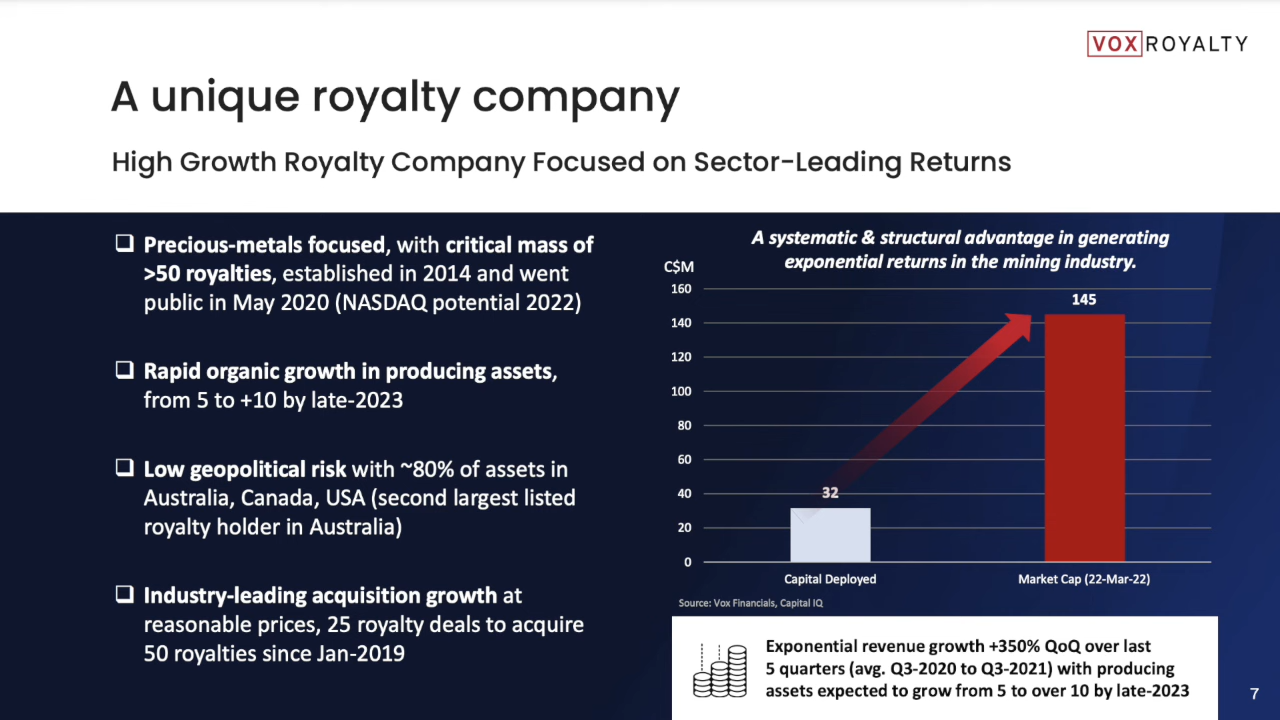 VOX ROYALTY
A unique royalty company
High Growth Royalty Company Focused on Sector-Leading Returns
Precious-metals focused, with critical mass of
>50 royalties, established in 2014 and went
public in May 2020 (NASDAQ potential 2022)
Rapid organic growth in producing assets,
from 5 to +10 by late-2023
Low geopolitical risk with ~80% of assets in
Australia, Canada, USA (second largest listed
royalty holder in Australia)
Industry-leading acquisition growth at
reasonable prices, 25 royalty deals to acquire
50 royalties since Jan-2019
A systematic & structural advantage in generating
exponential returns in the mining industry.
C$M
160
140
120
100
80
60
40
20
0
32
145
Capital Deployed
Market Cap (22-Mar-22)
Source: Vox Financials, Capital IQ
Exponential revenue growth +350% QoQ over last
5 quarters (avg. Q3-2020 to Q3-2021) with producing
assets expected to grow from 5 to over 10 by late-2023
7